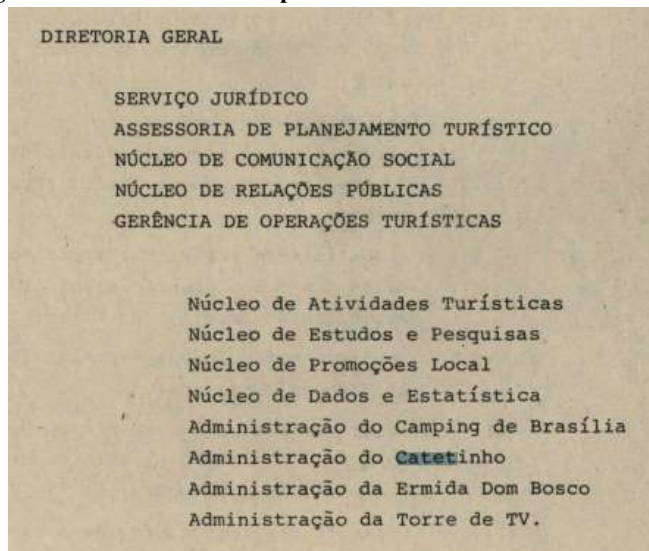 DIRETORIA GERAL
SERVIÇO JURÍDICO
ASSESSORIA DE PLANEJAMENTO TURÍSTICO
NÚCLEO DE COMUNICAÇÃO SOCIAL
NÚCLEO DE RELAÇÕES PÚBLICAS
GERÊNCIA DE OPERAÇÕES TURÍSTICAS
Núcleo de Atividades Turísticas
Núcleo de Estudos e Pesquisas
Núcleo de Promoções Local
Núcleo de Dados e Estatística
Administração do Camping de Brasília
Administração do Catetinho
Administração da Ermida Dom Bosco
Administração da Torre de TV.